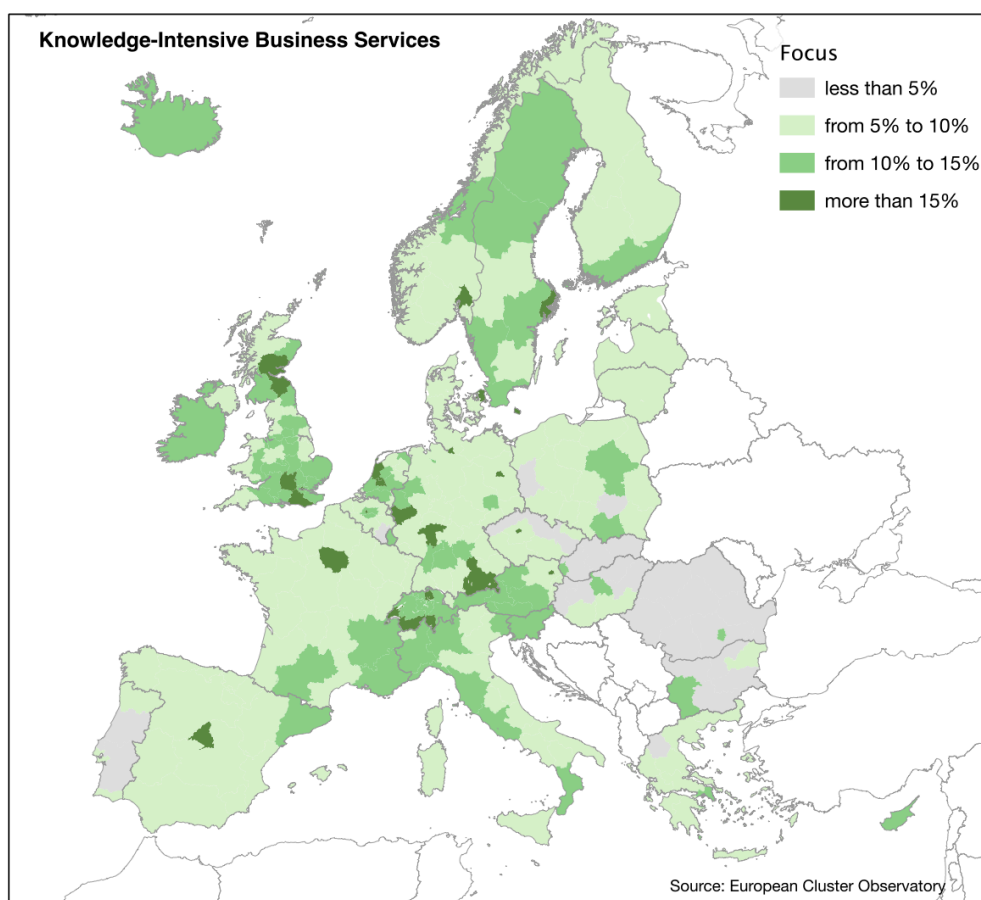 Knowledge-Intensive Business Services
Focus
less than 5%
from 5% to 10%
from 10% to 15%
more than 15%
Source: European Cluster Observatory